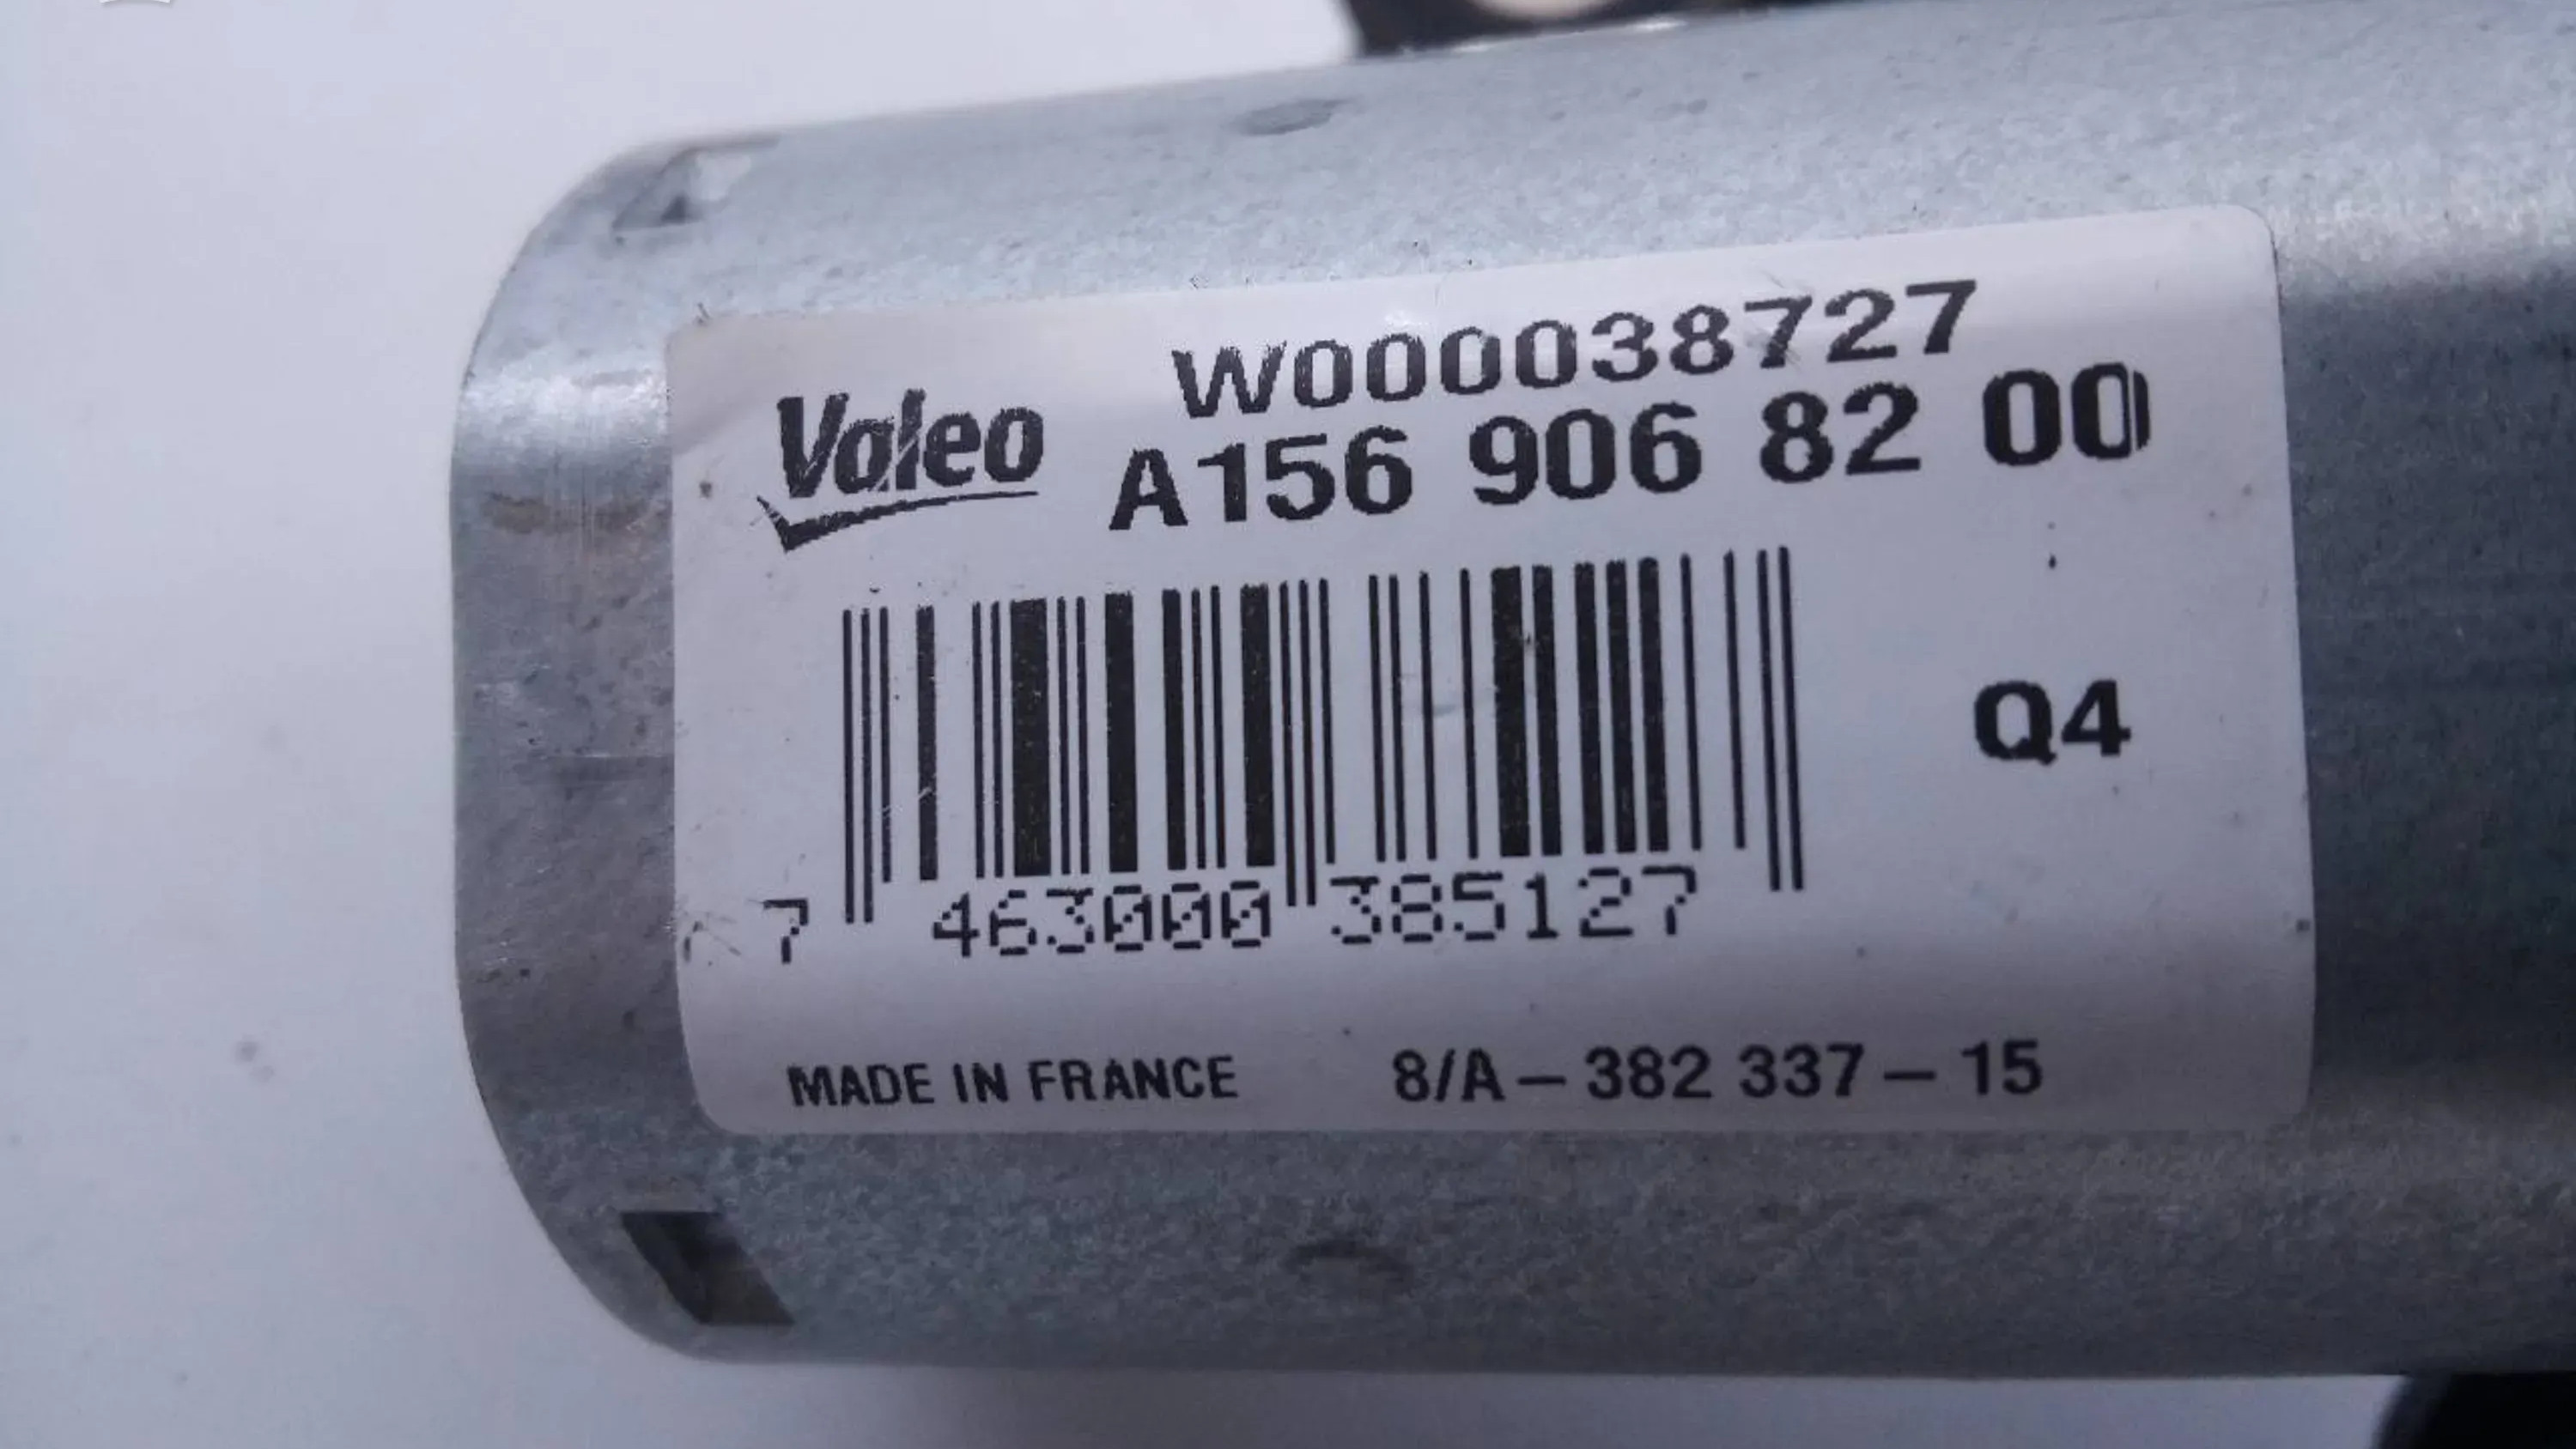 W000038727
Valeo A156 906 82 00
Q4
7 463000 385127
MADE IN FRANCE 8/A - 382 337 - 15